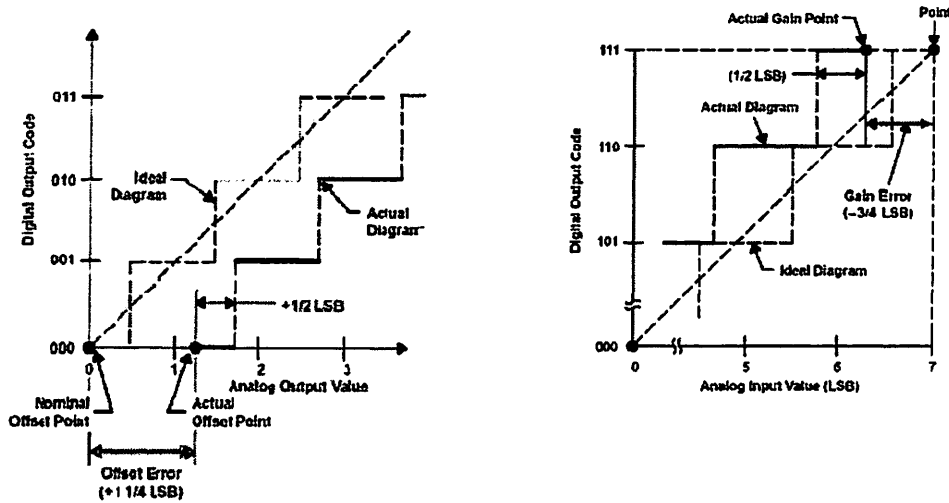 011
010
001
000
Digital Output Code
Ideal
Diagram
Actual
Diagram
+1/2 LSB
0
1
2
3
Analog Output Value
Nominal
Offset Point
Actual
Offset Point
Offset Error
(+1 1/4 LSB)
Actual Gain Point
Point
111
110
101
000
Digital Output Code
(1/2 LSB)
Actual Diagram
Gain Error
(–3/4 LSB)
Ideal Diagram
0
5
6
7
Analog Input Value (LSB)